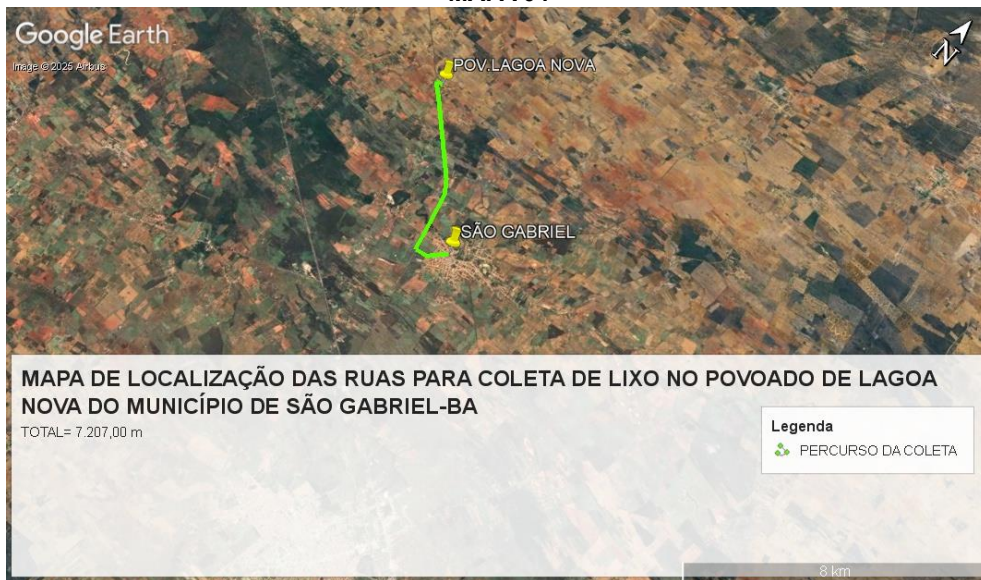 Google Earth
Image © 2025 Airbus
N
POV.LAGOA NOVA
SÃO GABRIEL
MAPA DE LOCALIZAÇÃO DAS RUAS PARA COLETA DE LIXO NO POVOADO DE LAGOA
NOVA DO MUNICÍPIO DE SÃO GABRIEL-BA
TOTAL= 7.207,00 m
Legenda
PERCURSO DA COLETA
8 km